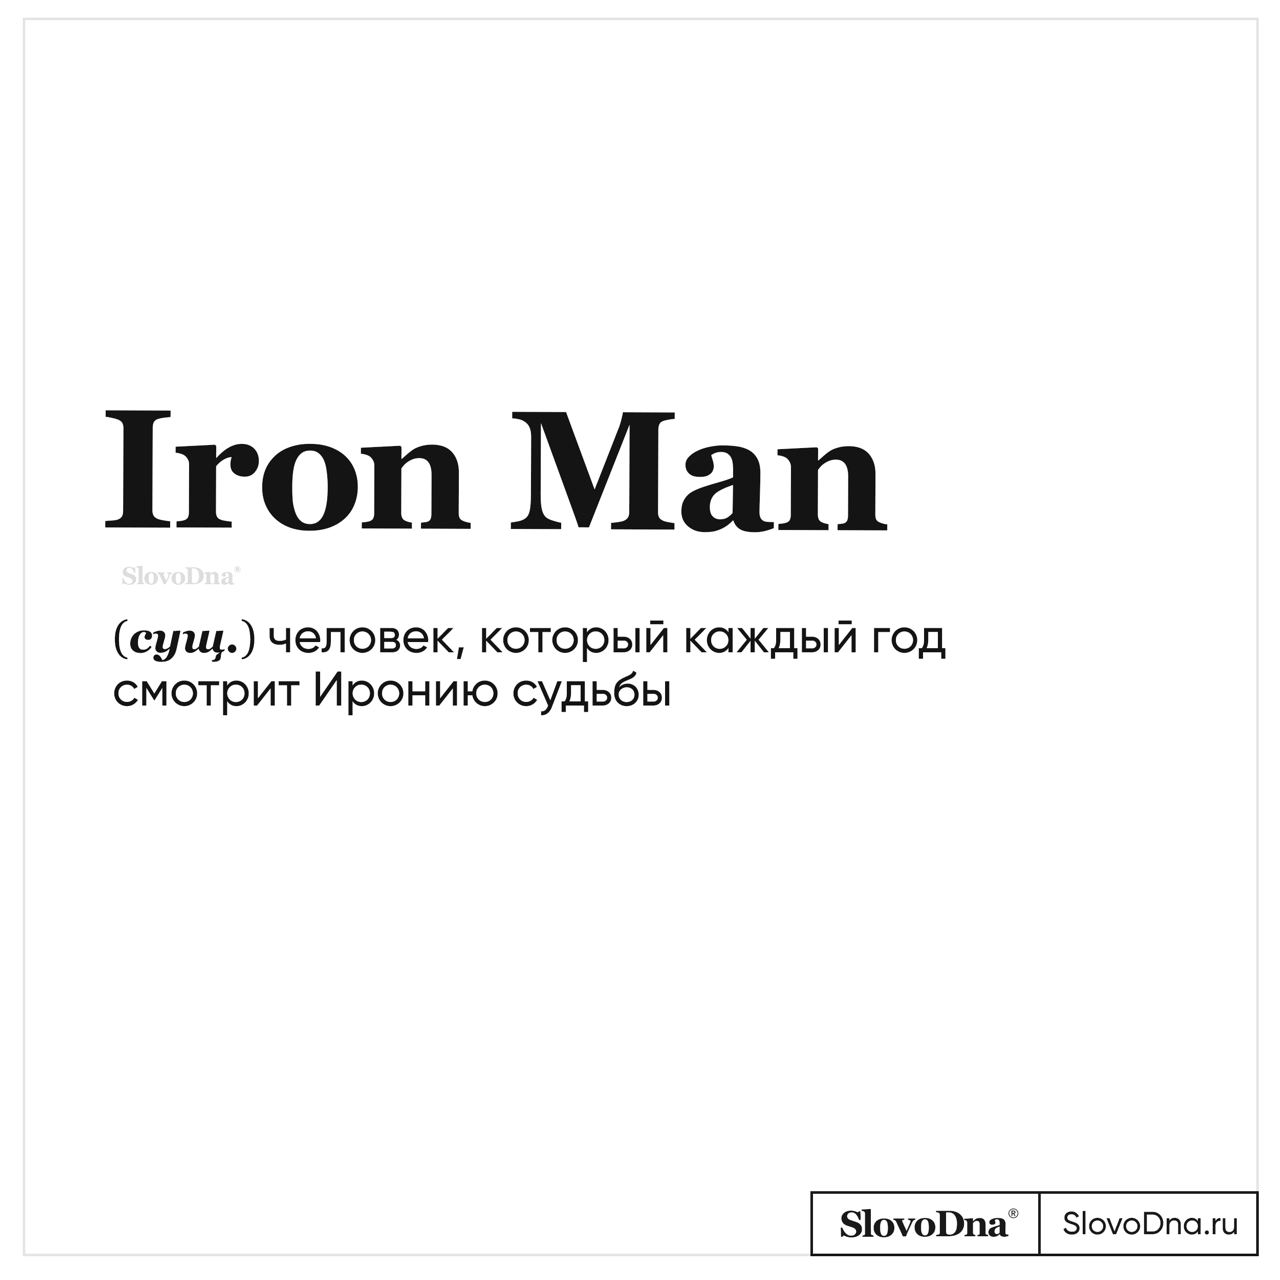 Iron Man
SlovoDna®
(сущ.) человек, который каждый год
смотрит Иронию судьбы
SlovoDna® SlovoDna.ru